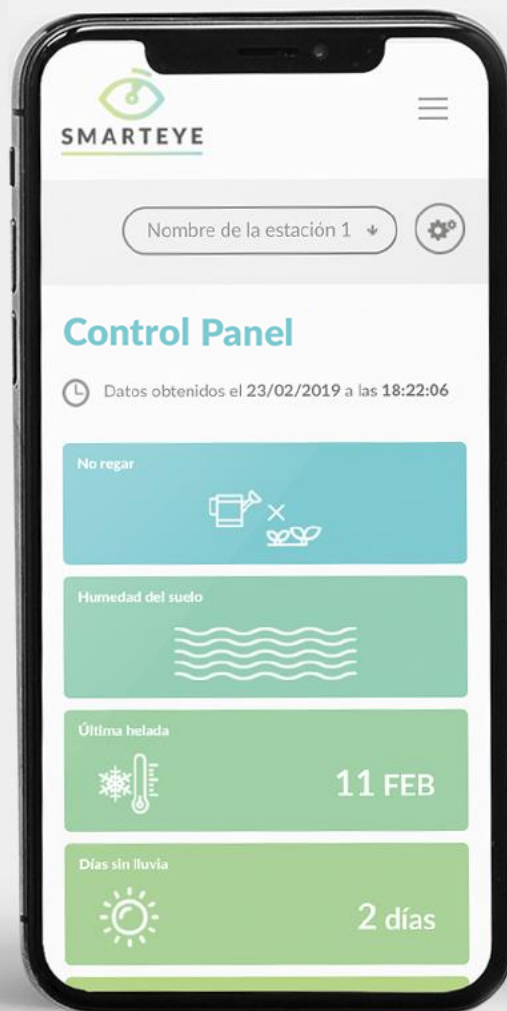 SMARTEYE
Nombre de la estación 1
Control Panel
Datos obtenidos el 23/02/2019 a las 18:22:06
No regar
Humedad del suelo
Última helada
11 FEB
Días sin lluvia
2 días